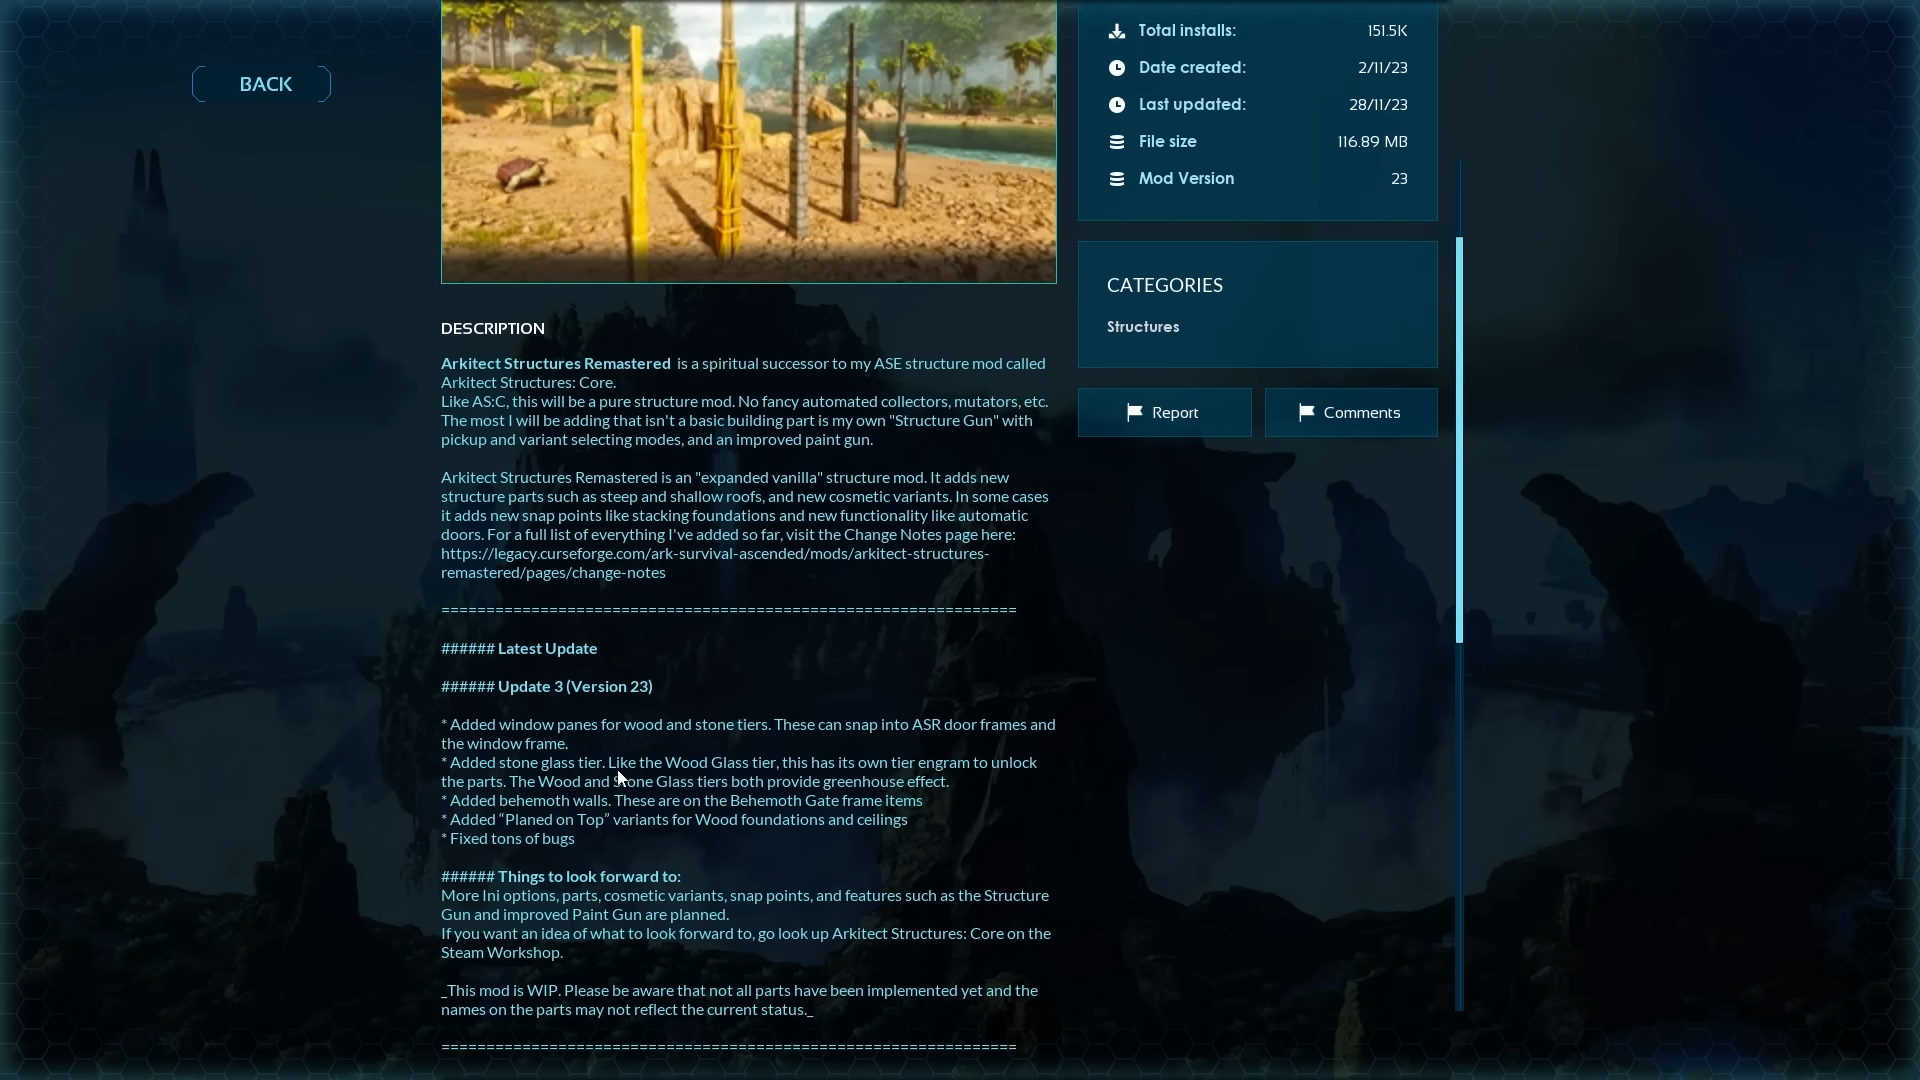 BACK
Total installs: 151.5K
Date created: 2/11/23
Last updated: 28/11/23
File size 116.89 MB
Mod Version 23
CATEGORIES
Structures
Report
Comments
DESCRIPTION
Arkitect Structures Remastered is a spiritual successor to my ASE structure mod called
Arkitect Structures: Core.
Like AS:C, this will be a pure structure mod. No fancy automated collectors, mutators, etc.
The most I will be adding that isn't a basic building part is my own "Structure Gun" with
pickup and variant selecting modes, and an improved paint gun.
Arkitect Structures Remastered is an "expanded vanilla" structure mod. It adds new
structure parts such as steep and shallow roofs, and new cosmetic variants. In some cases
it adds new snap points like stacking foundations and new functionality like automatic
doors. For a full list of everything I've added so far, visit the Change Notes page here:
https://legacy.curseforge.com/ark-survival-ascended/mods/arkitect-structures-
remastered/pages/change-notes
================================================================
###### Latest Update
###### Update 3 (Version 23)
* Added window panes for wood and stone tiers. These can snap into ASR door frames and
the window frame.
* Added stone glass tier. Like the Wood Glass tier, this has its own tier engram to unlock
the parts. The Wood and Stone Glass tiers both provide greenhouse effect.
* Added behemoth walls. These are on the Behemoth Gate frame items
* Added “Planed on Top” variants for Wood foundations and ceilings
* Fixed tons of bugs
###### Things to look forward to:
More Ini options, parts, cosmetic variants, snap points, and features such as the Structure
Gun and improved Paint Gun are planned.
If you want an idea of what to look forward to, go look up Arkitect Structures: Core on the
Steam Workshop.
_This mod is WIP. Please be aware that not all parts have been implemented yet and the
names on the parts may not reflect the current status._
================================================================